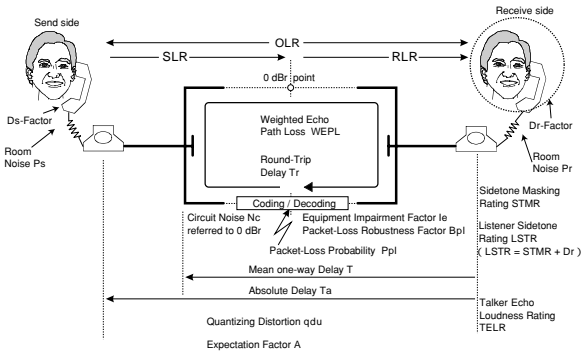 Send side
Receive side
OLR
SLR
RLR
0 dBr point
Ds-Factor
Dr-Factor
Weighted Echo
Path Loss WEPL
Room
Noise Ps
Room
Noise Pr
Round-Trip
Delay Tr
Sidetone Masking
Rating STMR
Coding / Decoding
Circuit Noise Nc
referred to 0 dBr
Equipment Impairment Factor Ie
Packet-Loss Robustness Factor Bpl
Listener Sidetone
Rating LSTR
( LSTR = STMR + Dr )
Packet-Loss Probability Ppl
Mean one-way Delay T
Absolute Delay Ta
Talker Echo
Loudness Rating
TELR
Quantizing Distortion qdu
Expectation Factor A